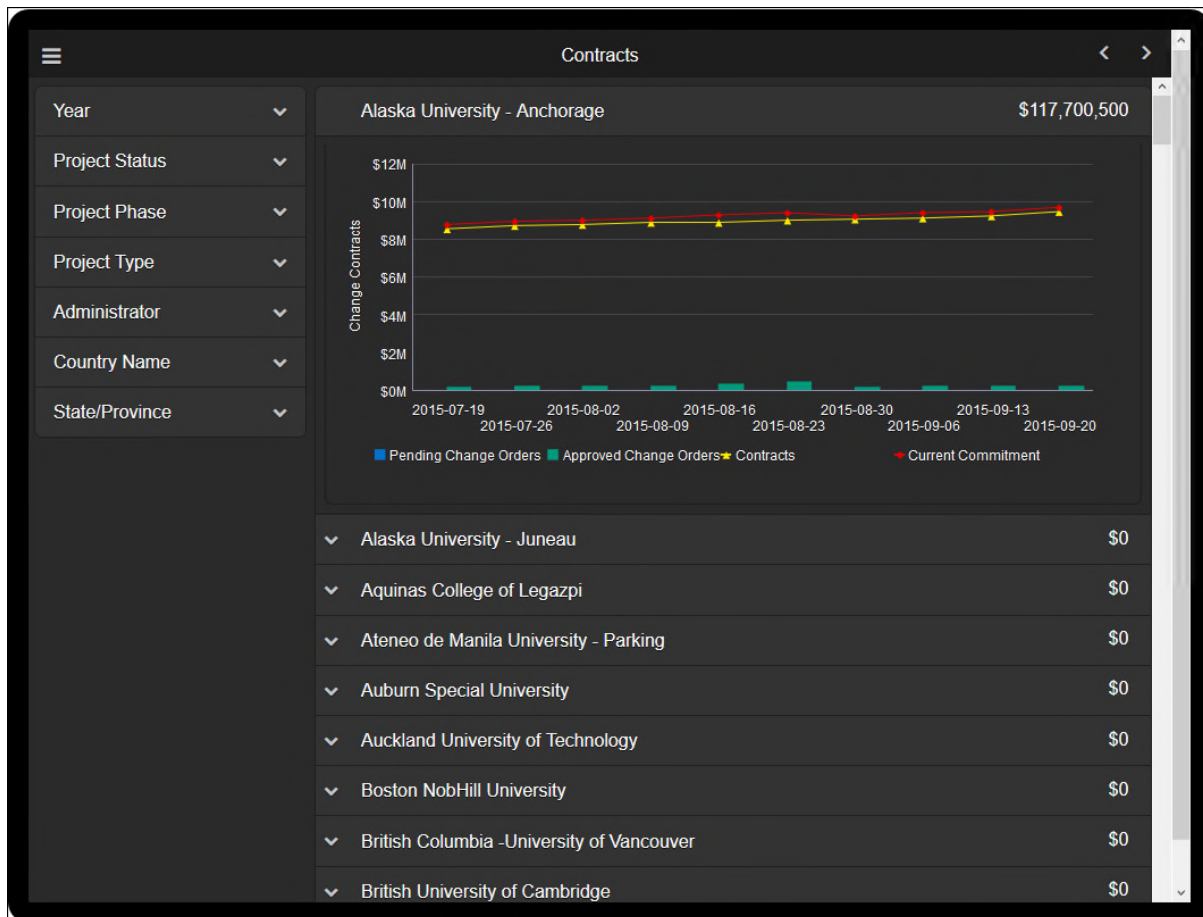 Contracts
Year
Project Status
Project Phase
Project Type
Administrator
Country Name
State/Province
Alaska University - Anchorage $117,700,500
$12M
$10M
$8M
$6M
$4M
$2M
$0M
Change Contracts
2015-07-19 2015-08-02 2015-08-16 2015-08-30 2015-09-13
2015-07-26 2015-08-09 2015-08-23 2015-09-06 2015-09-20
Pending Change Orders Approved Change Orders Contracts Current Commitment
Alaska University - Juneau $0
Aquinas College of Legazpi $0
Ateneo de Manila University - Parking $0
Auburn Special University $0
Auckland University of Technology $0
Boston NobHill University $0
British Columbia -University of Vancouver $0
British University of Cambridge $0